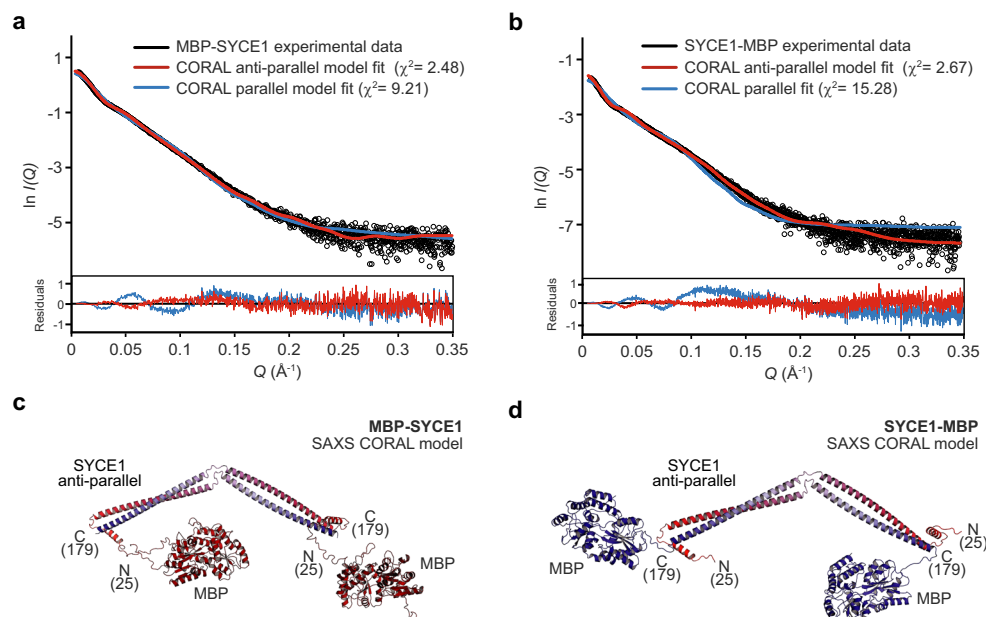 a
MBP-SYCE1 experimental data
CORAL anti-parallel model fit (χ²= 2.48)
CORAL parallel model fit (χ²= 9.21)
ln I(Q)
1
-1
-3
-5
Residuals
1
0
-1
0 0.05 0.1 0.15 0.2 0.25 0.3 0.35
Q (Å⁻¹)
b
SYCE1-MBP experimental data
CORAL anti-parallel model fit (χ²= 2.67)
CORAL parallel fit (χ²= 15.28)
ln I(Q)
-1
-3
-5
-7
Residuals
1
0
-1
0 0.05 0.1 0.15 0.2 0.25 0.3 0.35
Q (Å⁻¹)
c
MBP-SYCE1
SAXS CORAL model
SYCE1
anti-parallel
C
(179)
N
(25)
MBP
C
(179)
N
(25)
MBP
d
SYCE1-MBP
SAXS CORAL model
SYCE1
anti-parallel
MBP
C
(179)
N
(25)
N
(25)
C
(179)
MBP